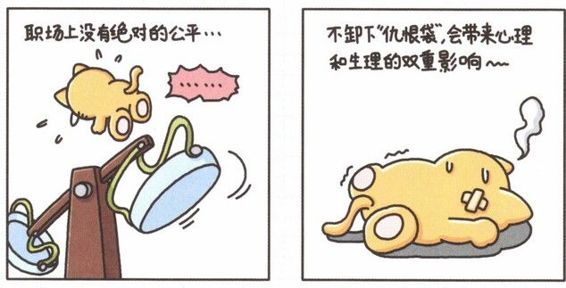 职场上没有绝对的公平…
……
不卸下"仇恨袋",会带来心理
和生理的双重影响～